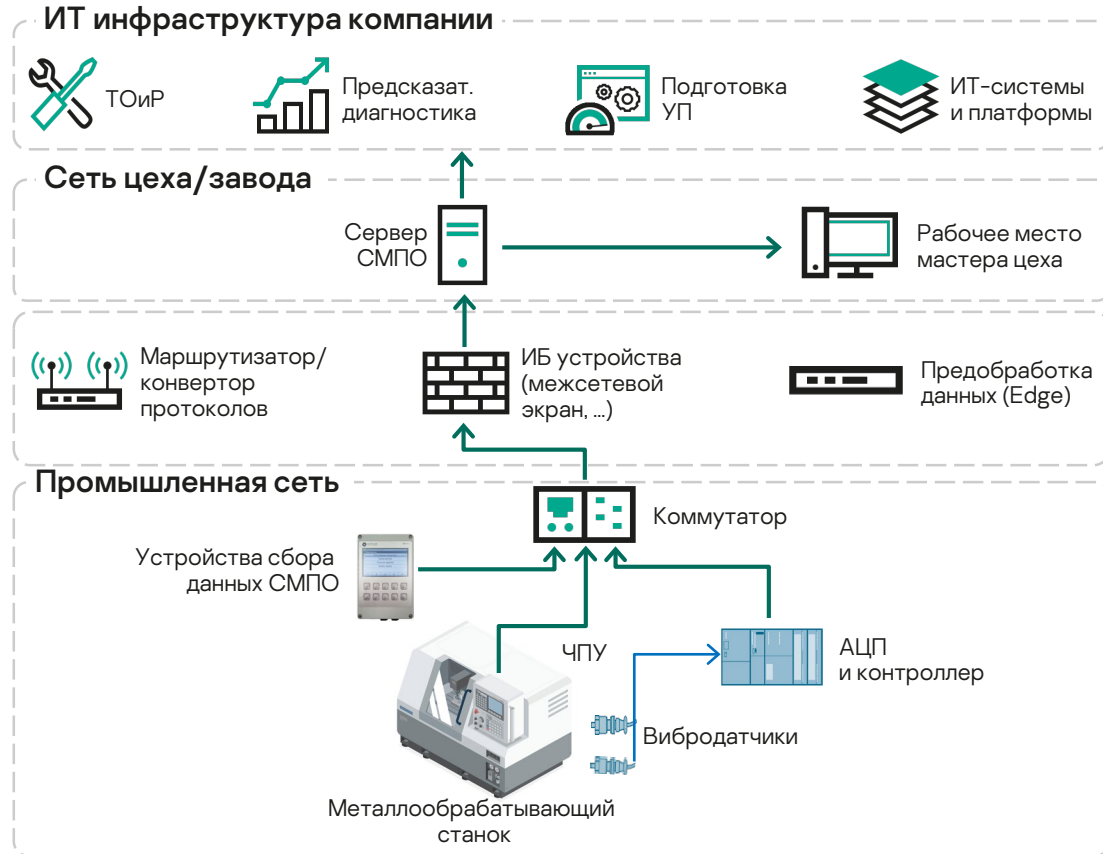 ИТ инфраструктура компании
ТОиР
Предсказат.
диагностика
Подготовка
УП
ИТ-системы
и платформы
Сеть цеха/завода
Сервер
СМПО
Рабочее место
мастера цеха
Маршрутизатор/
конвертор
протоколов
ИБ устройства
(межсетевой
экран, ...)
Предобработка
данных (Edge)
Промышленная сеть
Коммутатор
Устройства сбора
данных СМПО
ЧПУ
АЦП
и контроллер
Вибродатчики
Металлообрабатывающий
станок